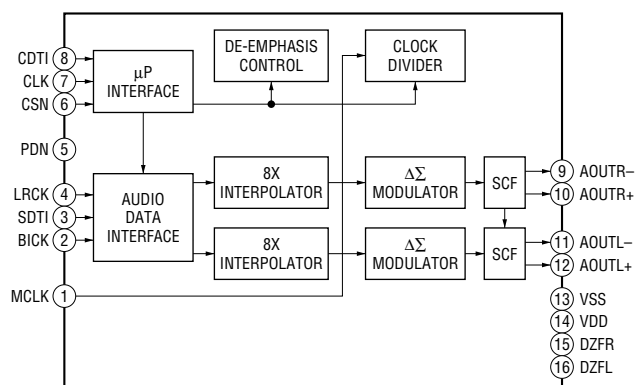 CDTI 8
CLK 7
CSN 6
PDN 5
LRCK 4
SDTI 3
BICK 2
MCLK 1
µP
INTERFACE
DE-EMPHASIS
CONTROL
CLOCK
DIVIDER
AUDIO
DATA
INTERFACE
8X
INTERPOLATOR
ΔΣ
MODULATOR
SCF
8X
INTERPOLATOR
ΔΣ
MODULATOR
SCF
9 AOUTR–
10 AOUTR+
11 AOUTL–
12 AOUTL+
13 VSS
14 VDD
15 DZFR
16 DZFL